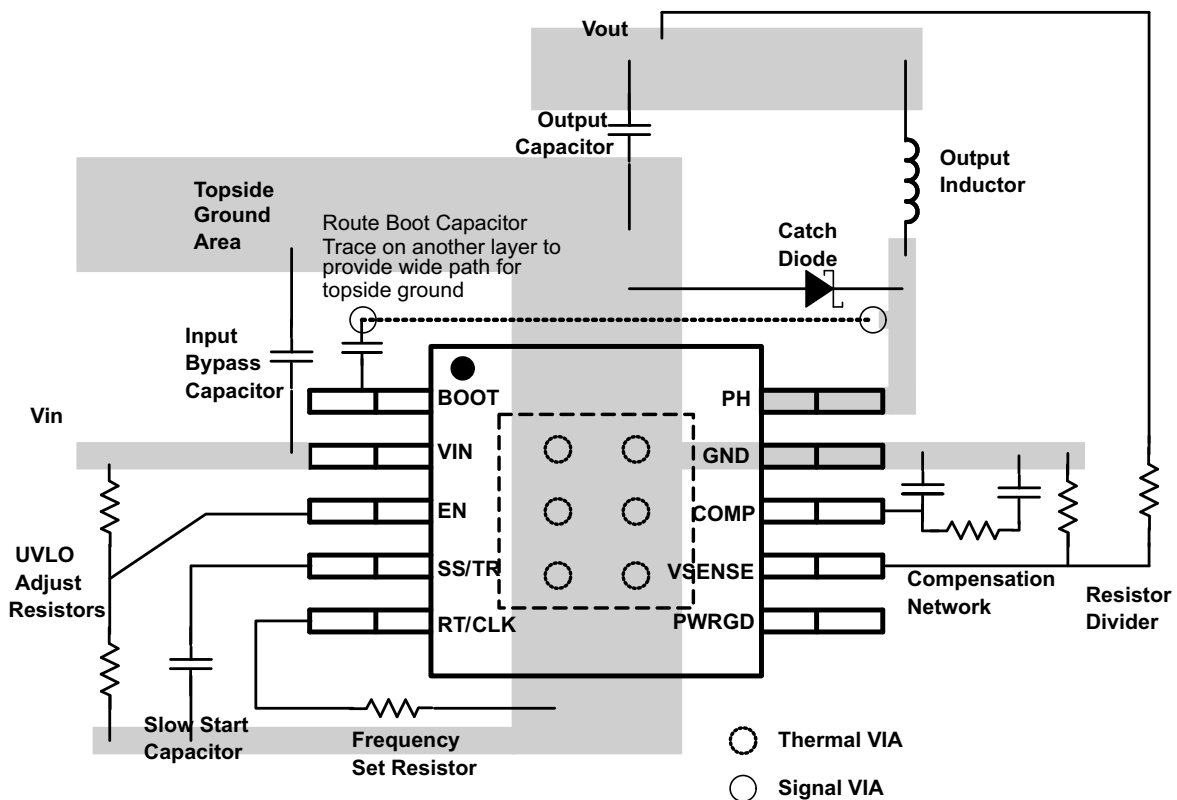 Vout
Output
Capacitor
Output
Inductor
Topside
Ground
Area
Route Boot Capacitor
Trace on another layer to
provide wide path for
topside ground
Catch
Diode
Input
Bypass
Capacitor
Vin
BOOT
PH
VIN
GND
EN
COMP
SS/TR
VSENSE
RT/CLK
PWRGD
UVLO
Adjust
Resistors
Compensation
Network
Resistor
Divider
Slow Start
Capacitor
Frequency
Set Resistor
Thermal VIA
Signal VIA